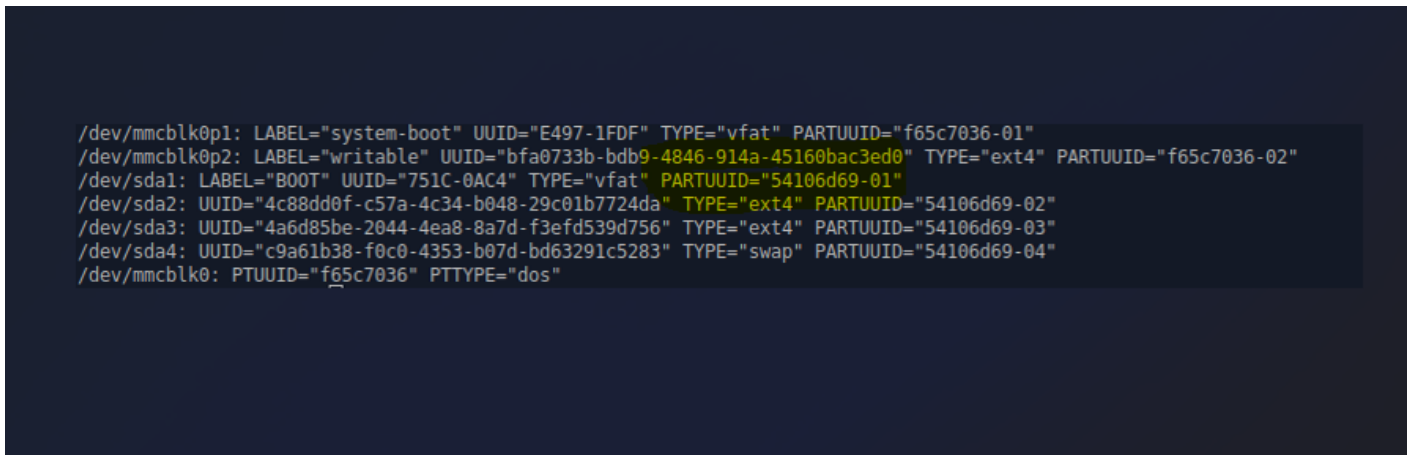 /dev/mmcblk0p1: LABEL="system-boot" UUID="E497-1FDF" TYPE="vfat" PARTUUID="f65c7036-01"
/dev/mmcblk0p2: LABEL="writable" UUID="bfa0733b-bdb9-4846-914a-45160bac3ed0" TYPE="ext4" PARTUUID="f65c7036-02"
/dev/sda1: LABEL="BOOT" UUID="751C-0AC4" TYPE="vfat" PARTUUID="54106d69-01"
/dev/sda2: UUID="4c88dd0f-c57a-4c34-b048-29c01b7724da" TYPE="ext4" PARTUUID="54106d69-02"
/dev/sda3: UUID="4a6d85be-2044-4ea8-8a7d-f3efd539d756" TYPE="ext4" PARTUUID="54106d69-03"
/dev/sda4: UUID="c9a61b38-f0c0-4353-b07d-bd63291c5283" TYPE="swap" PARTUUID="54106d69-04"
/dev/mmcblk0: PTUUID="f65c7036" PTTYPE="dos"